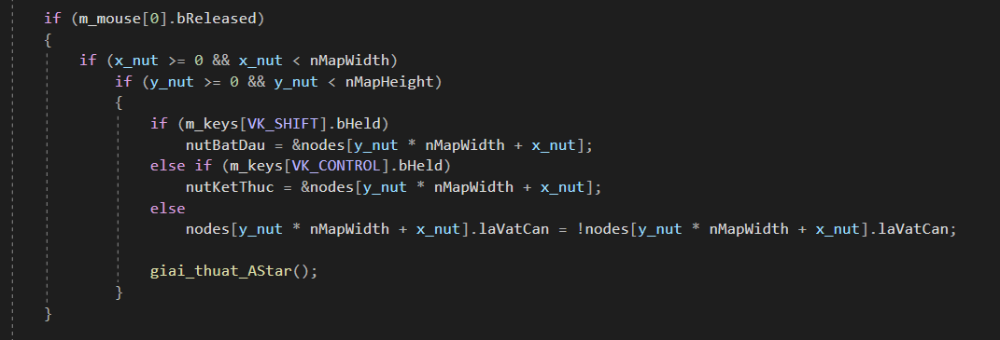 if (m_mouse[0].bReleased)
{
if (x_nut >= 0 && x_nut < nMapWidth)
if (y_nut >= 0 && y_nut < nMapHeight)
{
if (m_keys[VK_SHIFT].bHeld)
nutBatDau = &nodes[y_nut * nMapWidth + x_nut];
else if (m_keys[VK_CONTROL].bHeld)
nutKetThuc = &nodes[y_nut * nMapWidth + x_nut];
else
nodes[y_nut * nMapWidth + x_nut].laVatCan = !nodes[y_nut * nMapWidth + x_nut].laVatCan;
giai_thuat_AStar();
}
}